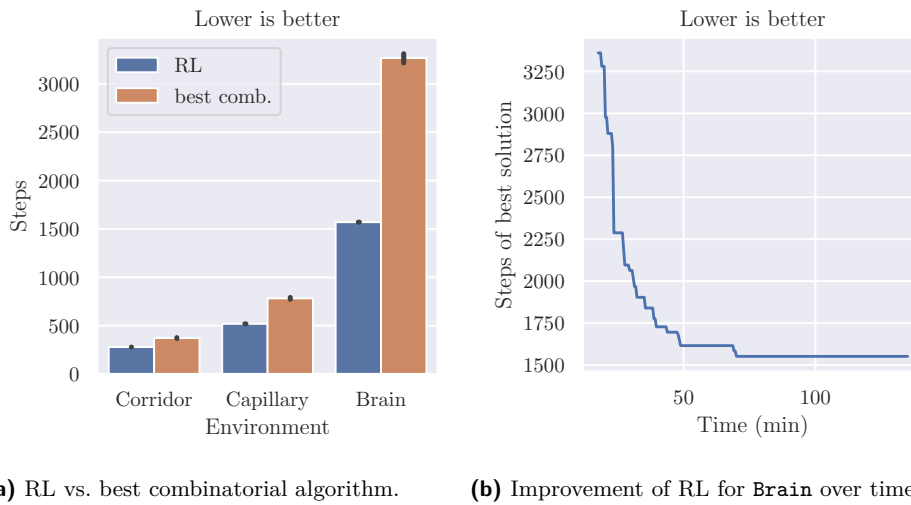 Lower is better
RL
best comb.
3000
2500
2000
1500
1000
500
0
Steps
Corridor Capillary Brain
Environment
a) RL vs. best combinatorial algorithm.
Lower is better
3250
3000
2750
2500
2250
2000
1750
1500
Steps of best solution
50 100
Time (min)
(b) Improvement of RL for Brain over time